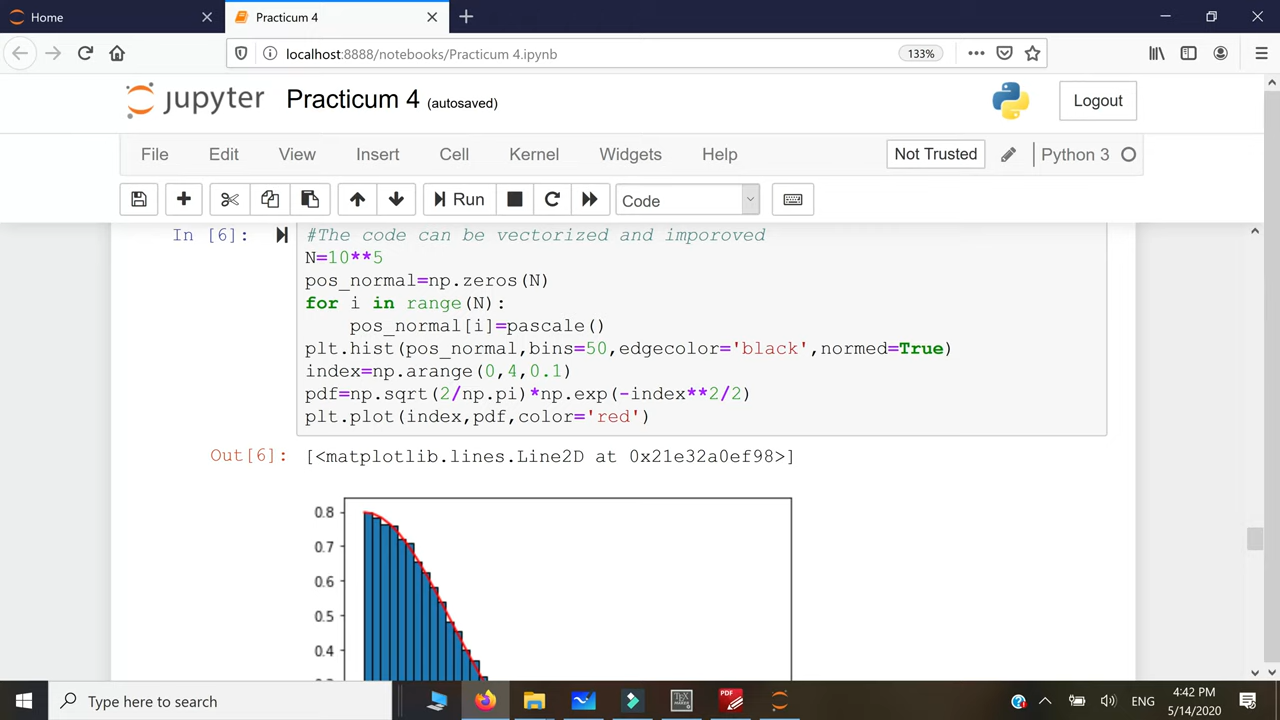 Home
Practicum 4
localhost:8888/notebooks/Practicum 4.ipynb
133%
jupyter Practicum 4 (autosaved)
Logout
File Edit View Insert Cell Kernel Widgets Help
Not Trusted
Python 3
Run
Code
In [6]:
#The code can be vectorized and imporoved
N=10**5
pos_normal=np.zeros(N)
for i in range(N):
    pos_normal[i]=pascale()
plt.hist(pos_normal,bins=50,edgecolor='black',normed=True)
index=np.arange(0,4,0.1)
pdf=np.sqrt(2/np.pi)*np.exp(-index**2/2)
plt.plot(index,pdf,color='red')
Out[6]: [<matplotlib.lines.Line2D at 0x21e32a0ef98>]
0.8
0.7
0.6
0.5
0.4
Type here to search
PDF
ENG
4:42 PM
5/14/2020